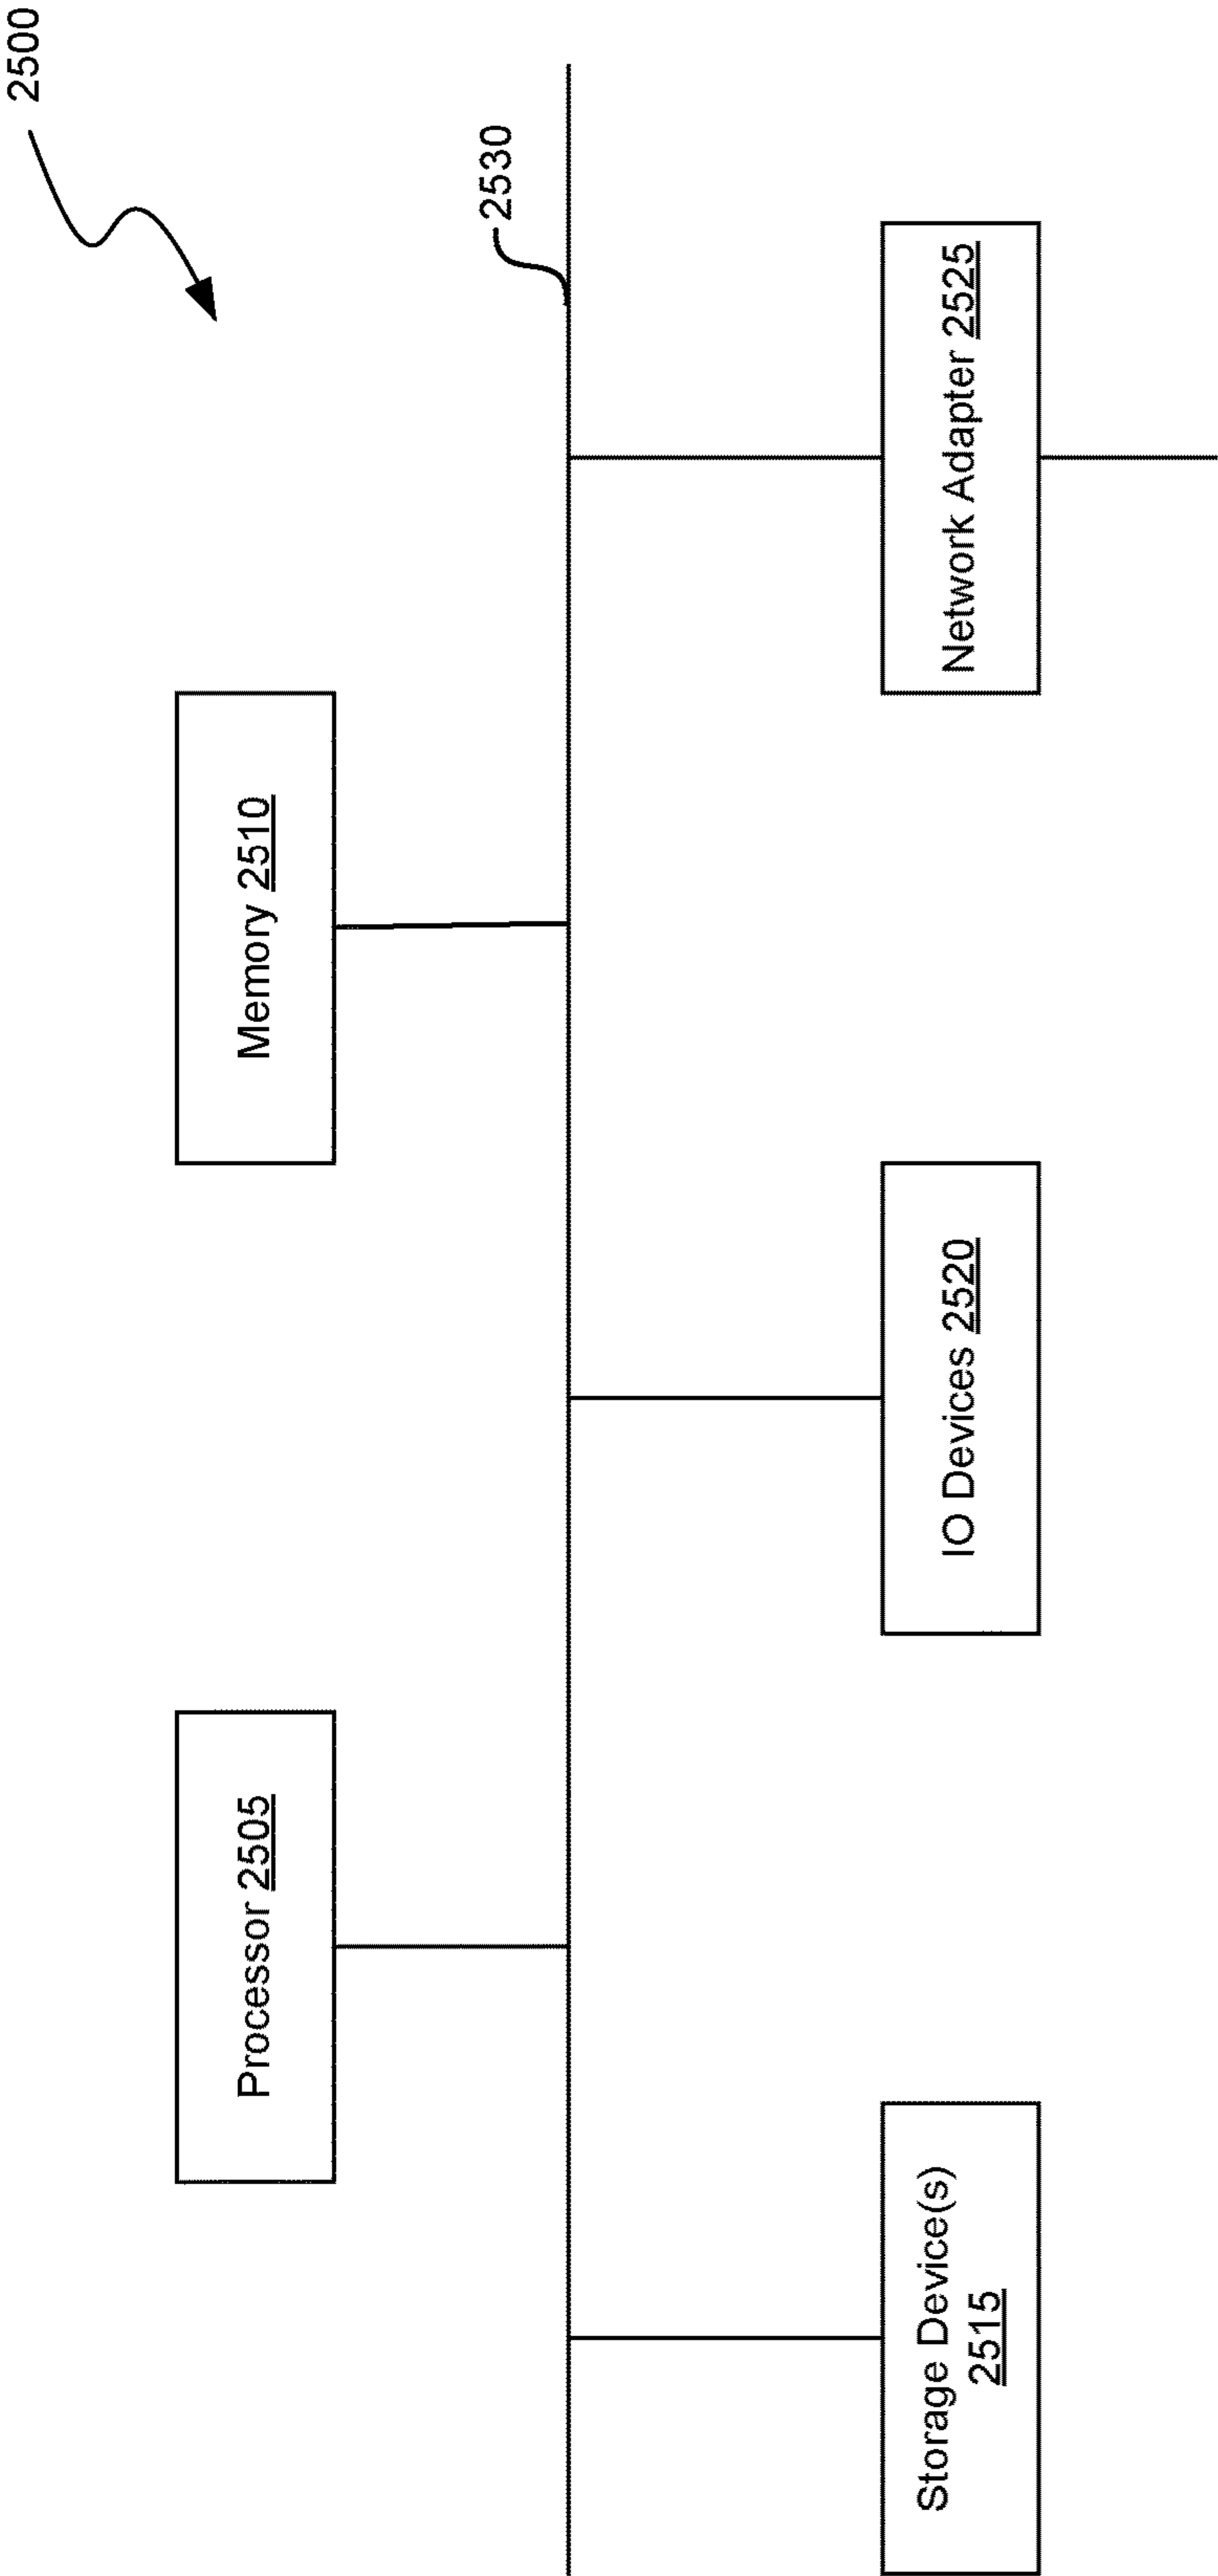 2500
Processor 2505
Memory 2510
2530
Storage Device(s)
2515
IO Devices 2520
Network Adapter 2525